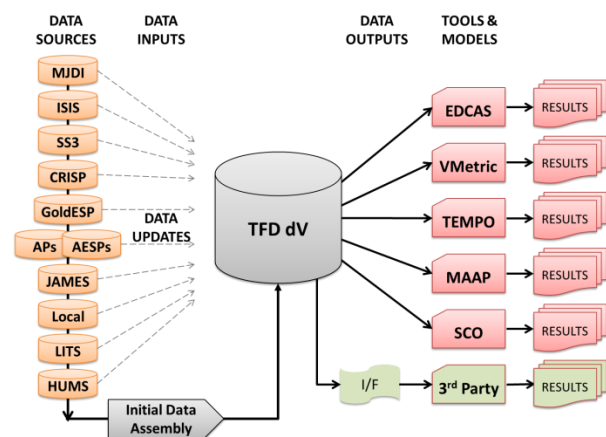 DATA
SOURCES
DATA
INPUTS
DATA
OUTPUTS
TOOLS &
MODELS
MJDI
ISIS
SS3
CRISP
GoldESP
APs
AESPs
JAMES
Local
LITS
HUMS
DATA
UPDATES
Initial Data
Assembly
TFD dV
I/F
EDCAS
RESULTS
VMetric
RESULTS
TEMPO
RESULTS
MAAP
RESULTS
SCO
RESULTS
3rd Party
RESULTS